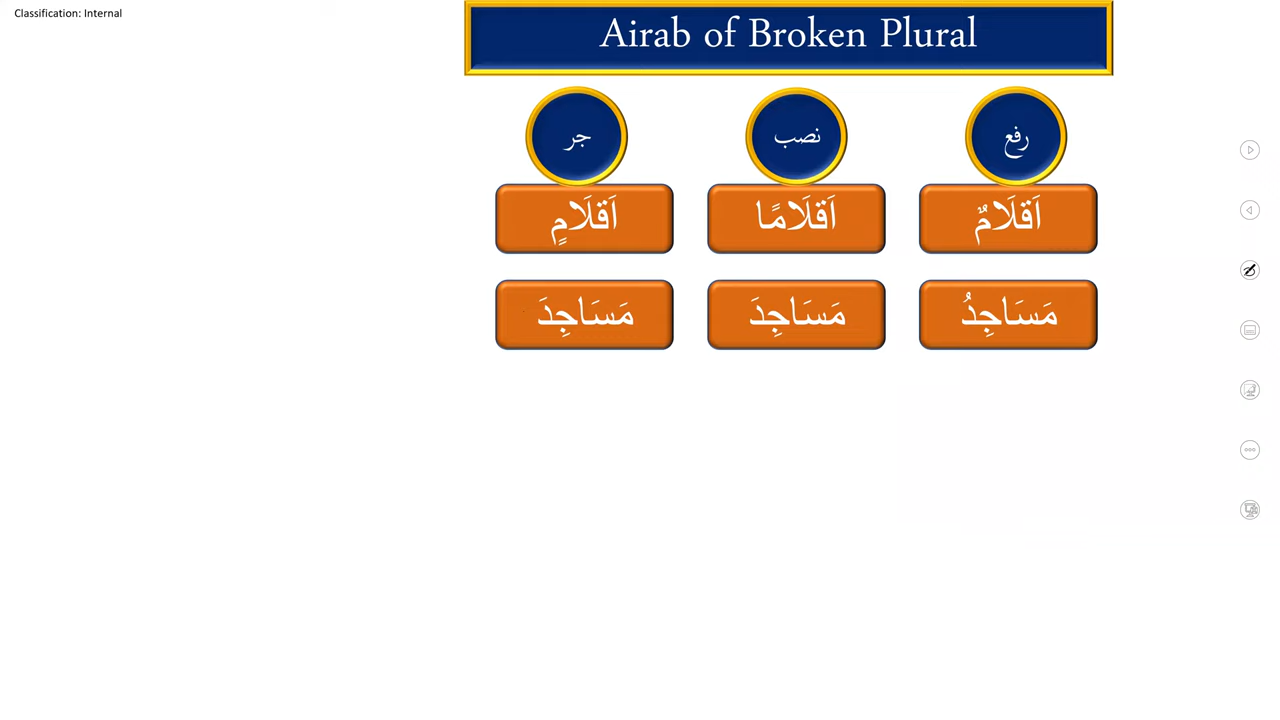 Classification: Internal
Airab of Broken Plural
رفع نصب جر
اَقلَامٌ اَقلَامًا اَقلَامٍ
مَسَاجِدُ مَسَاجِدَ مَسَاجِدَ